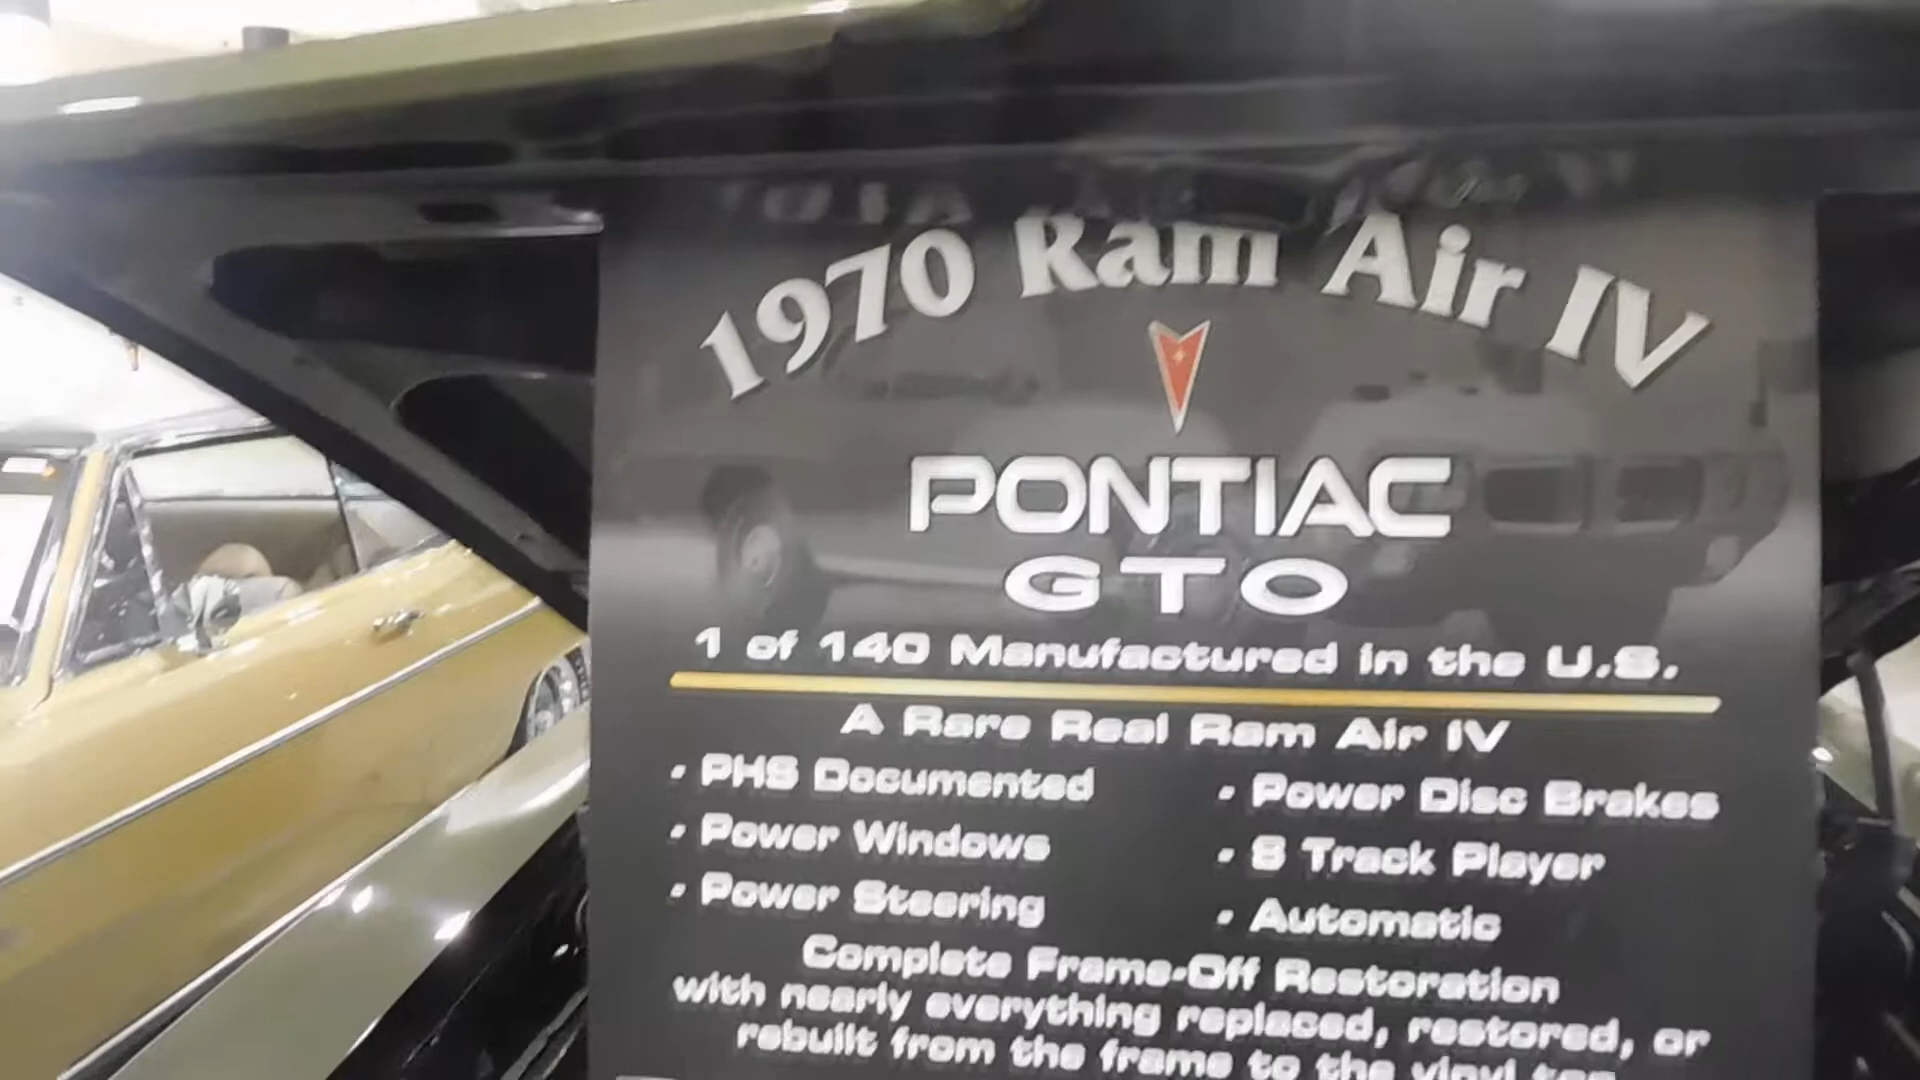 1970 Ram Air IV
PONTIAC
GTO
1 of 140 Manufactured in the U.S.
A Rare Real Ram Air IV
• PHS Documented
• Power Disc Brakes
• Power Windows
• 8 Track Player
• Power Steering
• Automatic
Complete Frame-Off Restoration
with nearly everything replaced, restored, or
rebuilt from the frame to the vinyl top